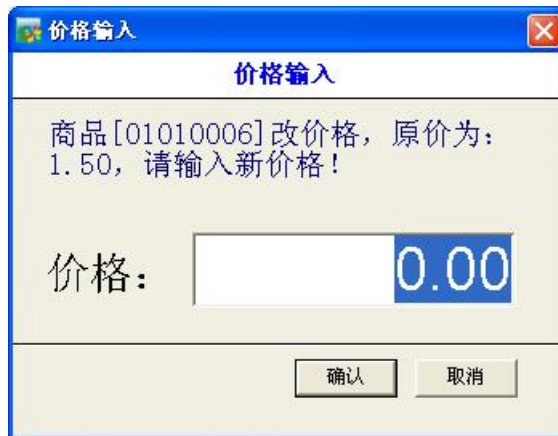 价格输入
价格输入
商品[01010006]改价格，原价为：
1.50，请输入新价格！
价格：
0.00
确认
取消